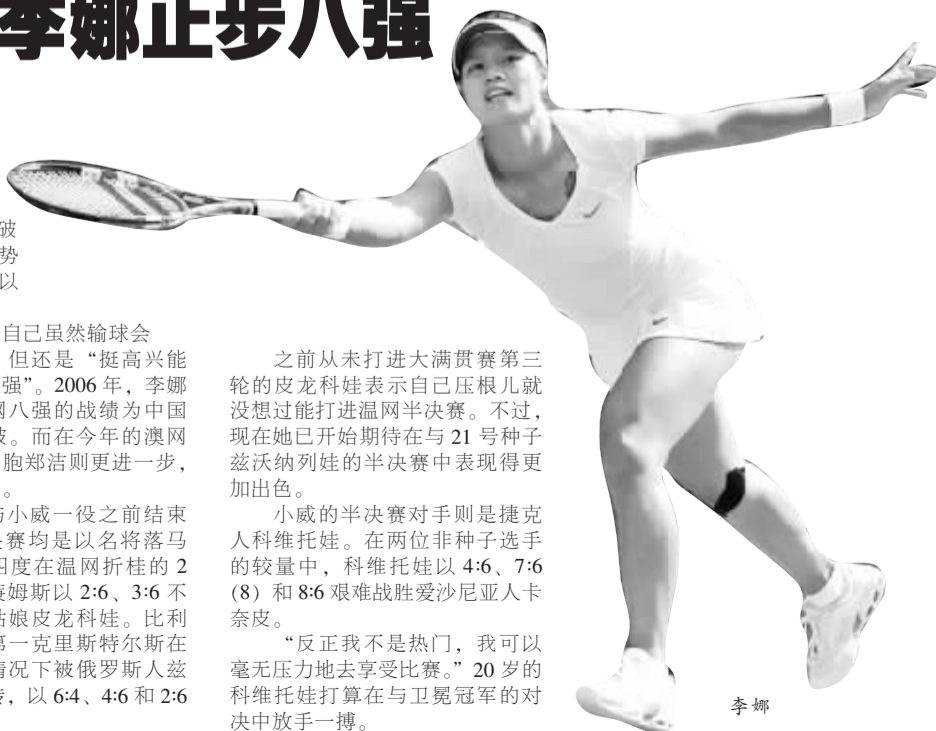 李娜止步八强
破
势
以
自己虽然输球会
但还是“挺高兴能
强”。2006 年，李娜
网八强的战绩为中国
破。而在今年的澳网
胞郑洁则更进一步，
。
与小威一役之前结束
决赛均是以名将落马
四度在温网折桂的 2
威廉姆斯以 2∶6、3∶6 不
姑娘皮龙科娃。比利
第一克里斯特尔斯在
情况下被俄罗斯人兹
转，以 6∶4、4∶6 和 2∶6
之前从未打进大满贯赛第三
轮的皮龙科娃表示自己压根儿就
没想过能打进温网半决赛。不过，
现在她已开始期待在与 21 号种子
兹沃纳列娃的半决赛中表现得更
加出色。
小威的半决赛对手则是捷克
人科维托娃。在两位非种子选手
的较量中，科维托娃以 4∶6、7∶6
(8) 和 8∶6 艰难战胜爱沙尼亚人卡
奈皮。
“反正我不是热门，我可以
毫无压力地去享受比赛。”20 岁的
科维托娃打算在与卫冕冠军的对
决中放手一搏。
李娜